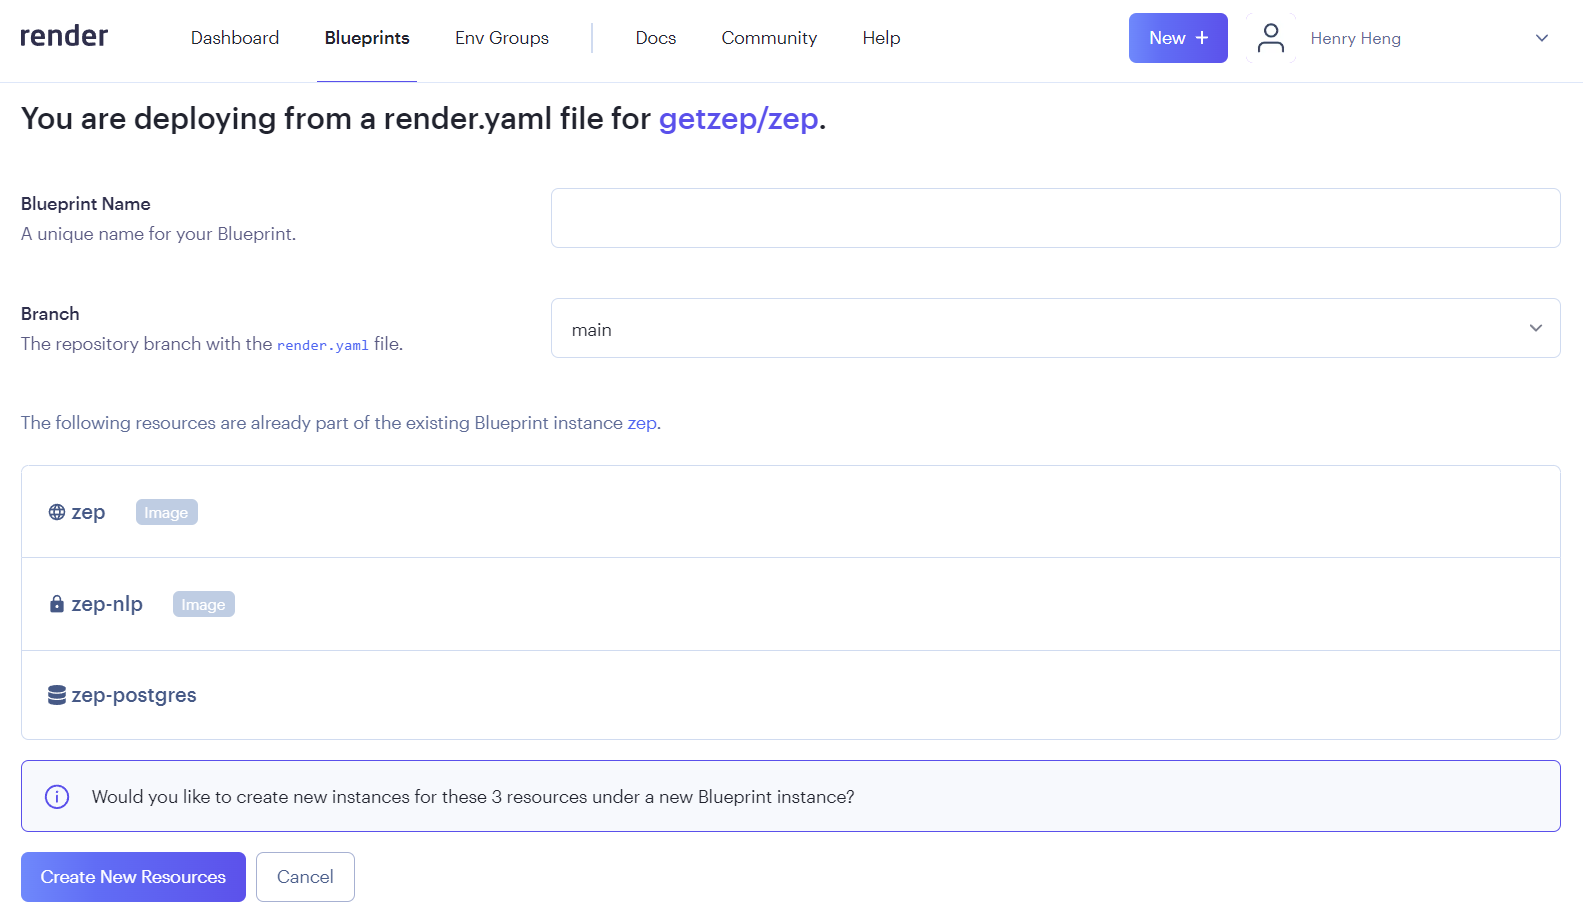 render Dashboard Blueprints Env Groups Docs Community Help New + Henry Heng
You are deploying from a render.yaml file for getzep/zep.
Blueprint Name
A unique name for your Blueprint.
Branch
The repository branch with the render.yaml file.
main
The following resources are already part of the existing Blueprint instance zep.
zep Image
zep-nlp Image
zep-postgres
Would you like to create new instances for these 3 resources under a new Blueprint instance?
Create New Resources Cancel